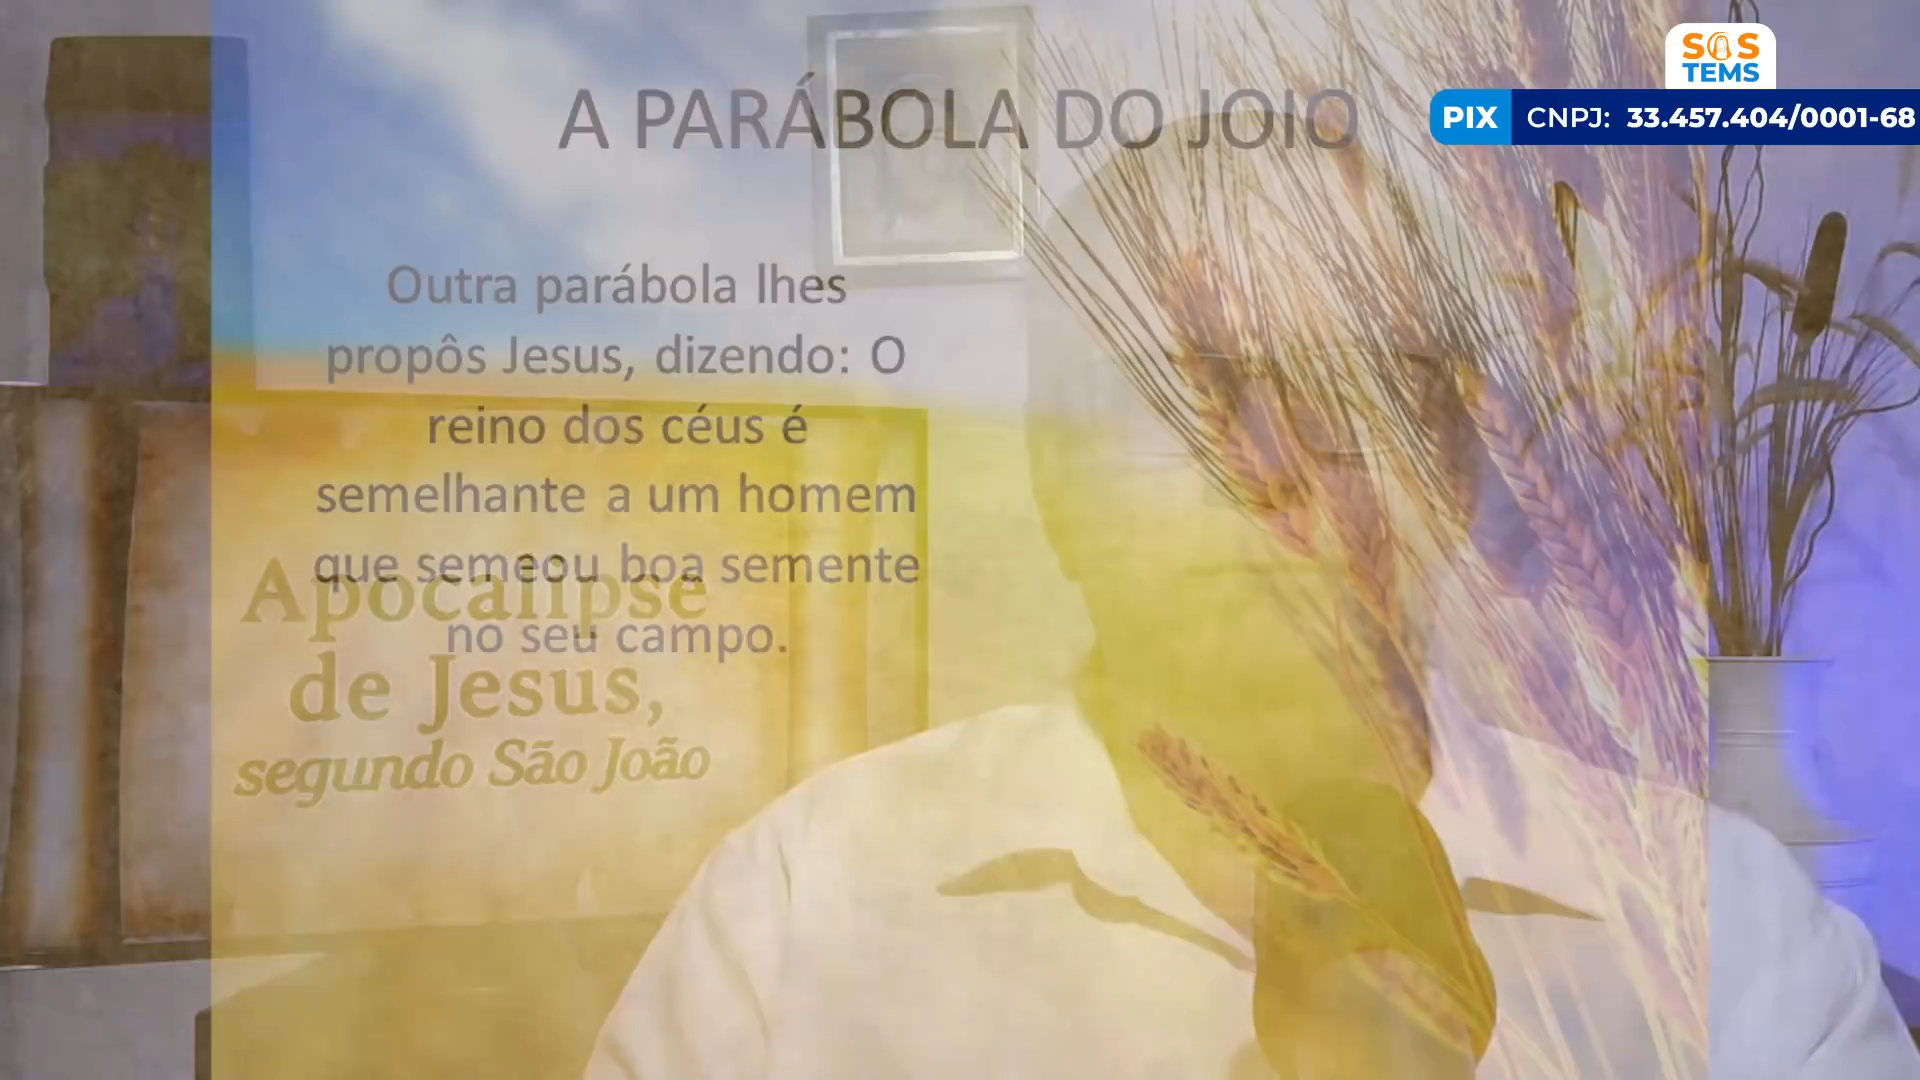 SOS
TEMS
PIX CNPJ: 33.457.404/0001-68
A PARÁBOLA DO JOIO
Outra parábola lhes
propôs Jesus, dizendo: O
reino dos céus é
semelhante a um homem
que semeou boa semente
no seu campo.
Apocalipse
de Jesus,
segundo São João